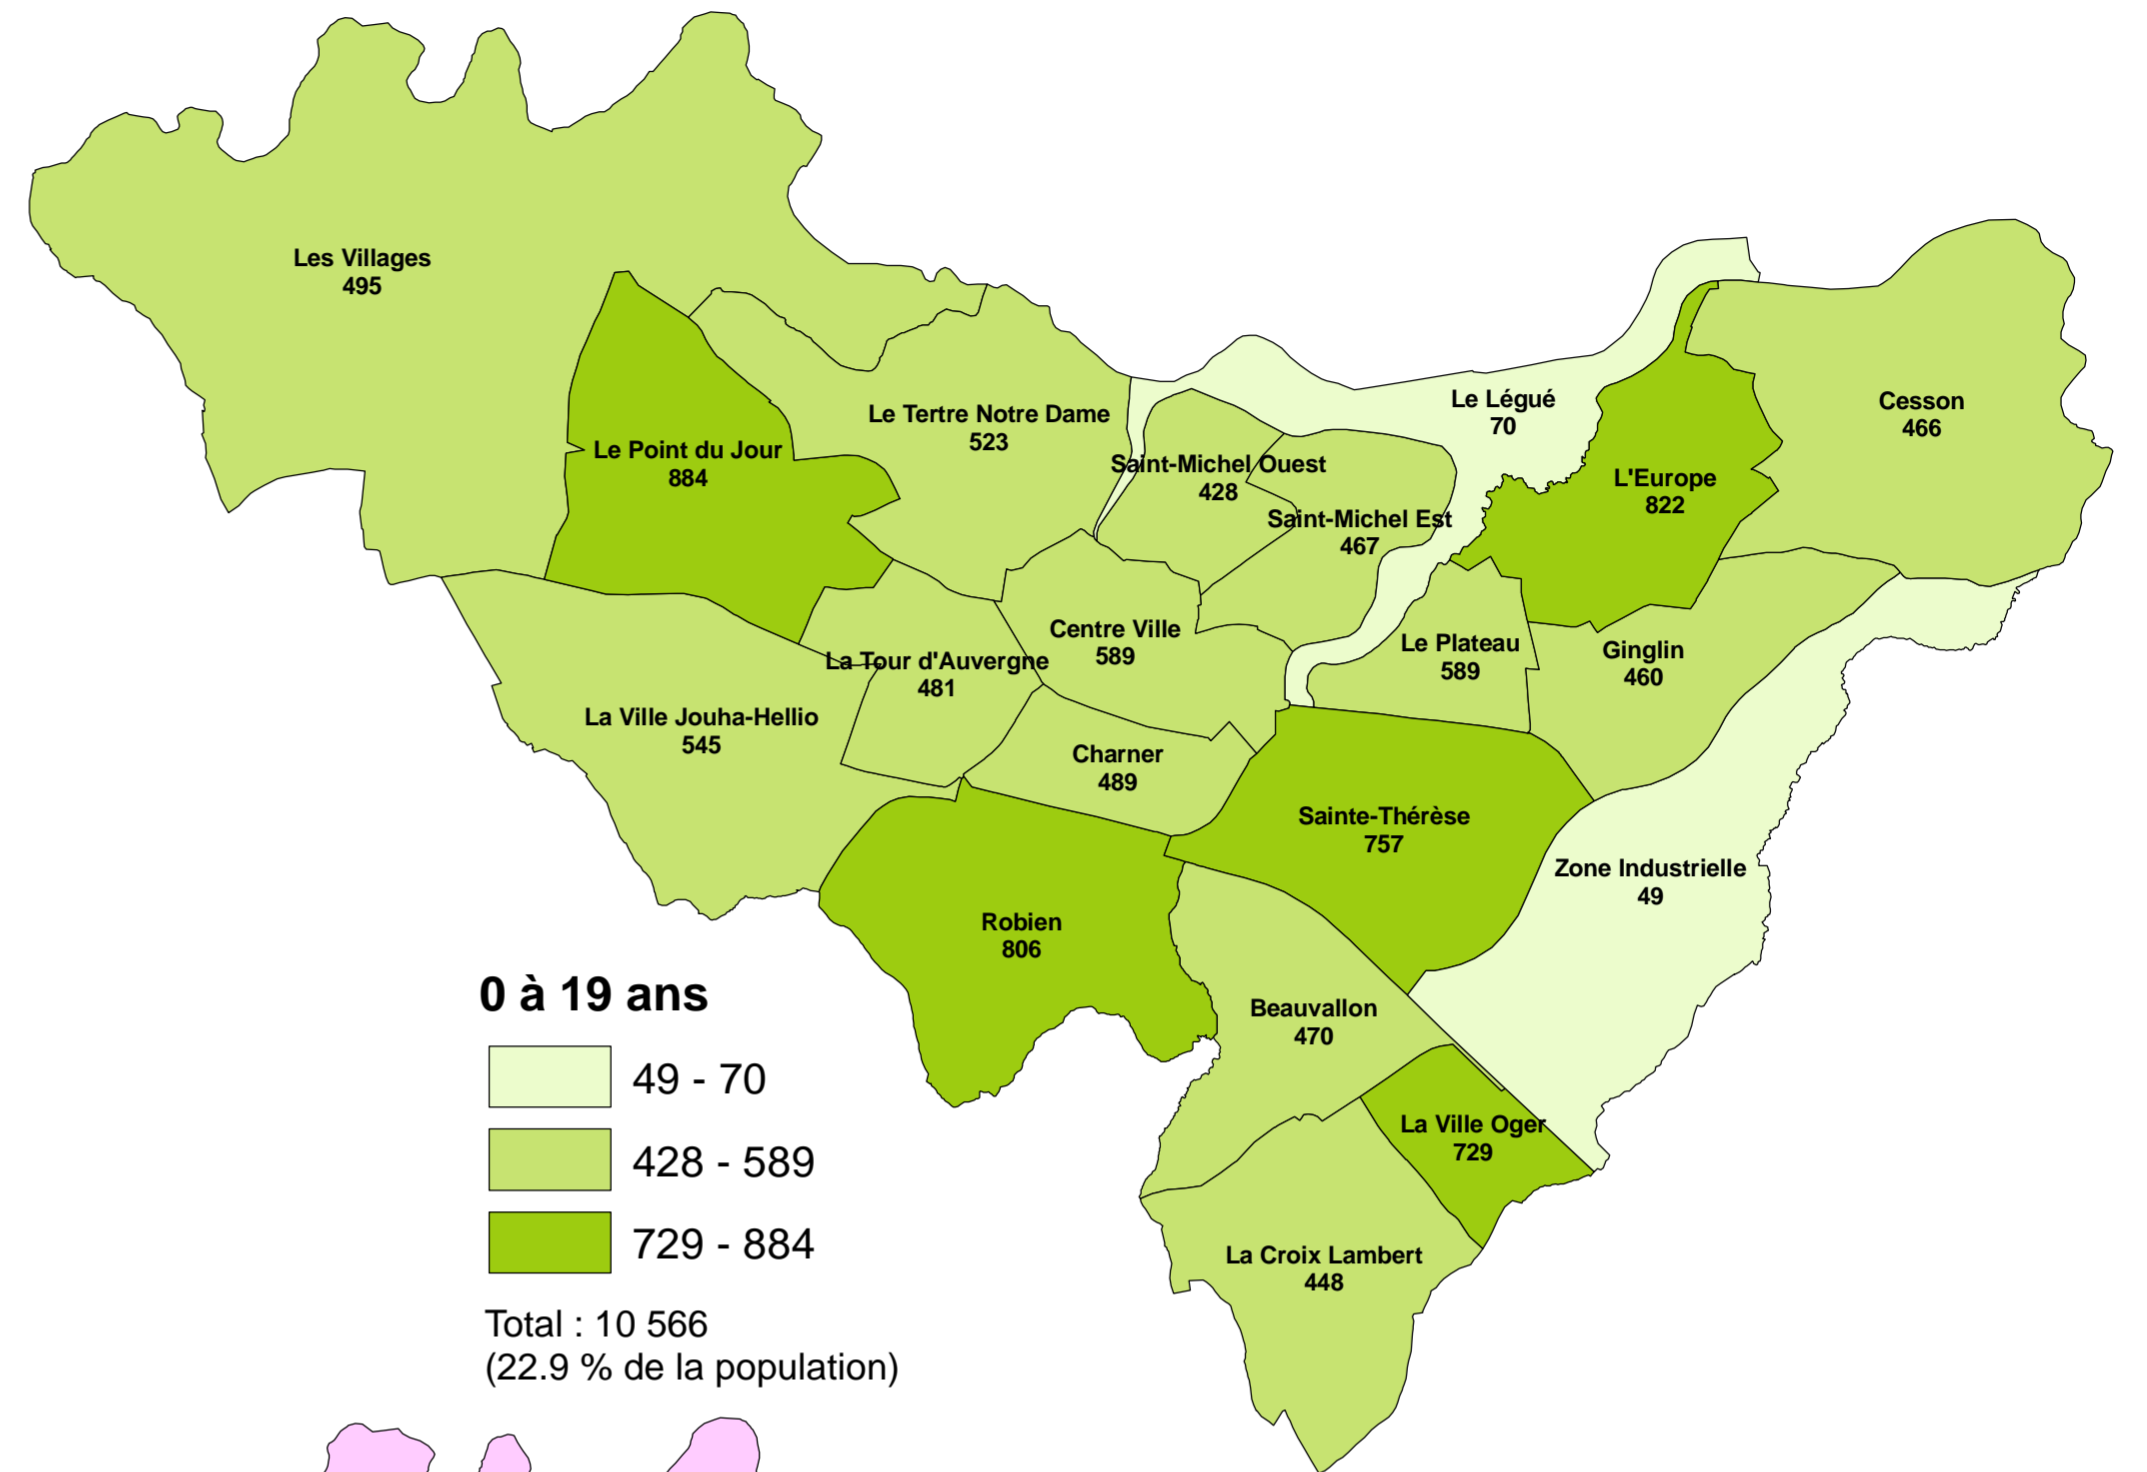 Les Villages
495
Le Point du Jour
884
Le Tertre Notre Dame
523
Saint-Michel Ouest
428
Saint-Michel Est
467
Le Légué
70
L'Europe
822
Cesson
466
Centre Ville
589
Le Plateau
589
Ginglin
460
La Tour d'Auvergne
481
La Ville Jouha-Hellio
545
Charner
489
Sainte-Thérèse
757
Zone Industrielle
49
Robien
806
Beauvallon
470
La Ville Oger
729
La Croix Lambert
448
0 à 19 ans
49 - 70
428 - 589
729 - 884
Total : 10 566
(22.9 % de la population)